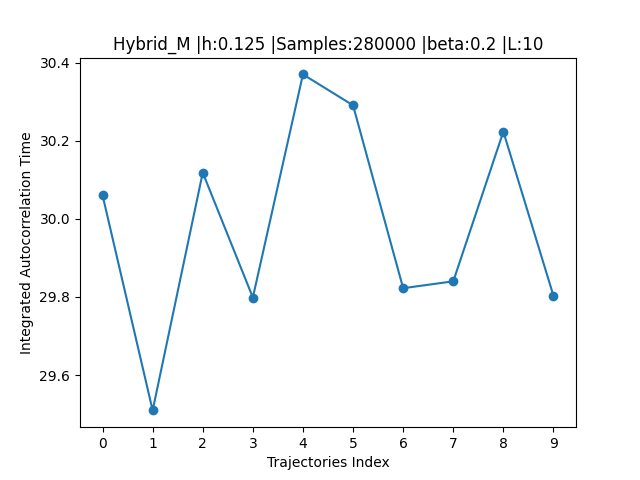 Hybrid_M |h:0.125 |Samples:280000 |beta:0.2 |L:10
30.4
30.2
30.0
29.8
29.6
Integrated Autocorrelation Time
0 1 2 3 4 5 6 7 8 9
Trajectories Index